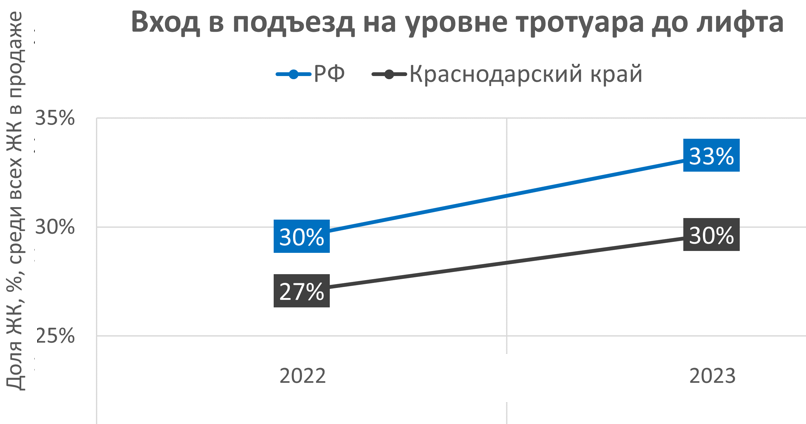 Вход в подъезд на уровне тротуара до лифта
РФ
Краснодарский край
Доля ЖК, %, среди всех ЖК в продаже
35%
30%
25%
33%
30%
30%
27%
2022
2023